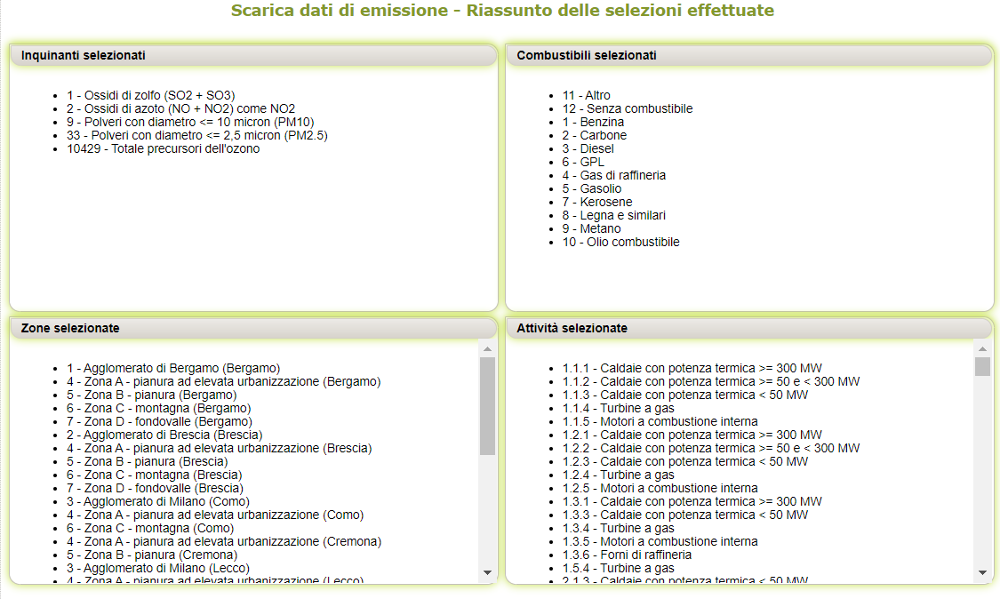 Scarica dati di emissione - Riassunto delle selezioni effettuate
Inquinanti selezionati
1 - Ossidi di zolfo (SO2 + SO3)
2 - Ossidi di azoto (NO + NO2) come NO2
9 - Polveri con diametro <= 10 micron (PM10)
33 - Polveri con diametro <= 2,5 micron (PM2.5)
10429 - Totale precursori dell'ozono
Combustibili selezionati
11 - Altro
12 - Senza combustibile
1 - Benzina
2 - Carbone
3 - Diesel
6 - GPL
4 - Gas di raffineria
5 - Gasolio
7 - Kerosene
8 - Legna e similari
9 - Metano
10 - Olio combustibile
Zone selezionate
1 - Agglomerato di Bergamo (Bergamo)
4 - Zona A - pianura ad elevata urbanizzazione (Bergamo)
5 - Zona B - pianura (Bergamo)
6 - Zona C - montagna (Bergamo)
7 - Zona D - fondovalle (Bergamo)
2 - Agglomerato di Brescia (Brescia)
4 - Zona A - pianura ad elevata urbanizzazione (Brescia)
5 - Zona B - pianura (Brescia)
6 - Zona C - montagna (Brescia)
7 - Zona D - fondovalle (Brescia)
3 - Agglomerato di Milano (Como)
4 - Zona A - pianura ad elevata urbanizzazione (Como)
6 - Zona C - montagna (Como)
4 - Zona A - pianura ad elevata urbanizzazione (Cremona)
5 - Zona B - pianura (Cremona)
3 - Agglomerato di Milano (Lecco)
4 - Zona A - pianura ad elevata urbanizzazione (Lecco)
Attività selezionate
1.1.1 - Caldaie con potenza termica >= 300 MW
1.1.2 - Caldaie con potenza termica >= 50 e < 300 MW
1.1.3 - Caldaie con potenza termica < 50 MW
1.1.4 - Turbine a gas
1.1.5 - Motori a combustione interna
1.2.1 - Caldaie con potenza termica >= 300 MW
1.2.2 - Caldaie con potenza termica >= 50 e < 300 MW
1.2.3 - Caldaie con potenza termica < 50 MW
1.2.4 - Turbine a gas
1.2.5 - Motori a combustione interna
1.3.1 - Caldaie con potenza termica >= 300 MW
1.3.3 - Caldaie con potenza termica < 50 MW
1.3.4 - Turbine a gas
1.3.5 - Motori a combustione interna
1.3.6 - Forni di raffineria
1.5.4 - Turbine a gas
2.1.3 - Caldaie con potenza termica < 50 MW